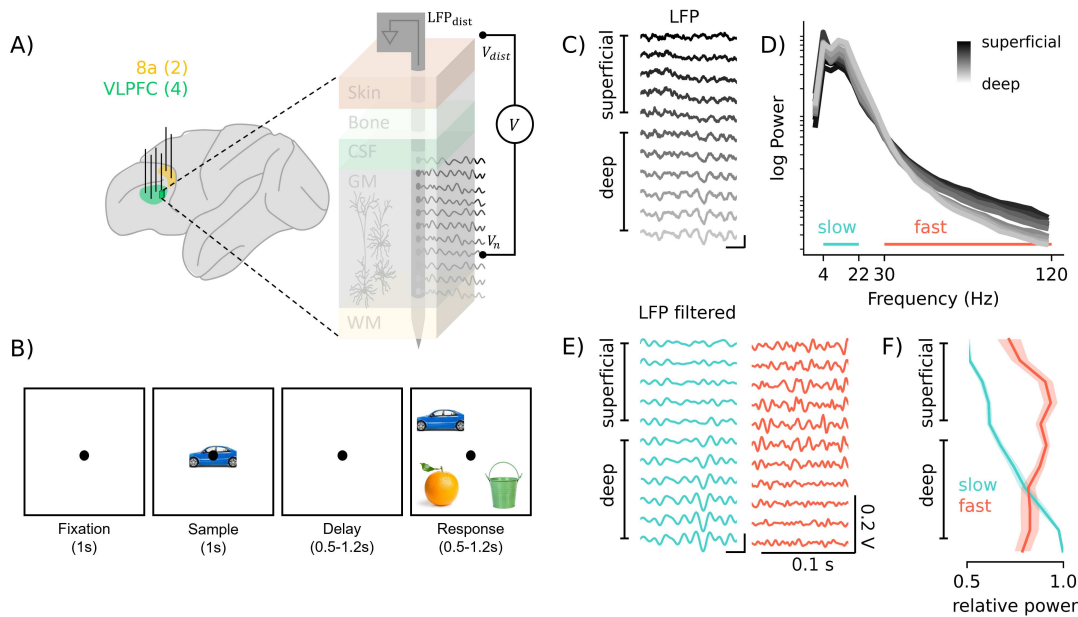 A)
8a (2)
VLPFC (4)
LFP_dist
V_dist
V
V_n
Skin
Bone
CSF
GM
WM
B)
Fixation
(1s)
Sample
(1s)
Delay
(0.5-1.2s)
Response
(0.5-1.2s)
C)
LFP
superficial
deep
D)
log Power
superficial
deep
slow
fast
4
22
30
120
Frequency (Hz)
E)
LFP filtered
superficial
deep
0.2 V
0.1 s
F)
superficial
deep
slow
fast
0.5
1.0
relative power